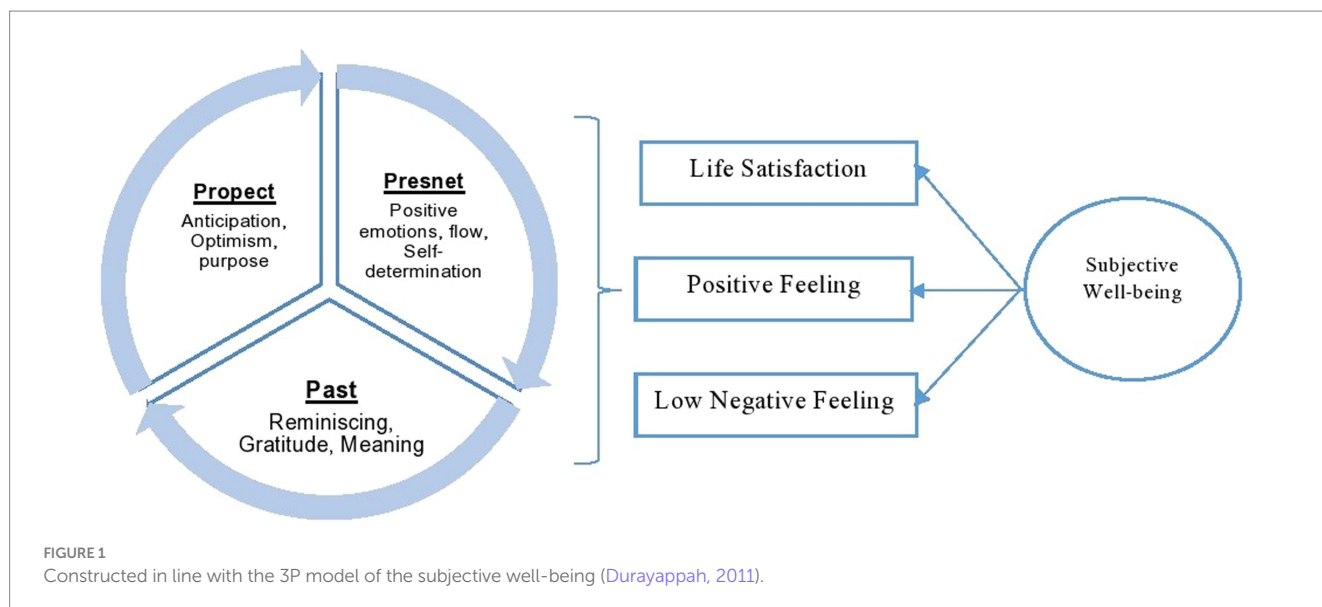 Propect
Anticipation,
Optimism,
purpose
Presnet
Positive
emotions, flow,
Self-
determination
Past
Reminiscing,
Gratitude, Meaning
Life Satisfaction
Positive Feeling
Low Negative Feeling
Subjective
Well-being
FIGURE 1
Constructed in line with the 3P model of the subjective well-being (Durayappah, 2011).